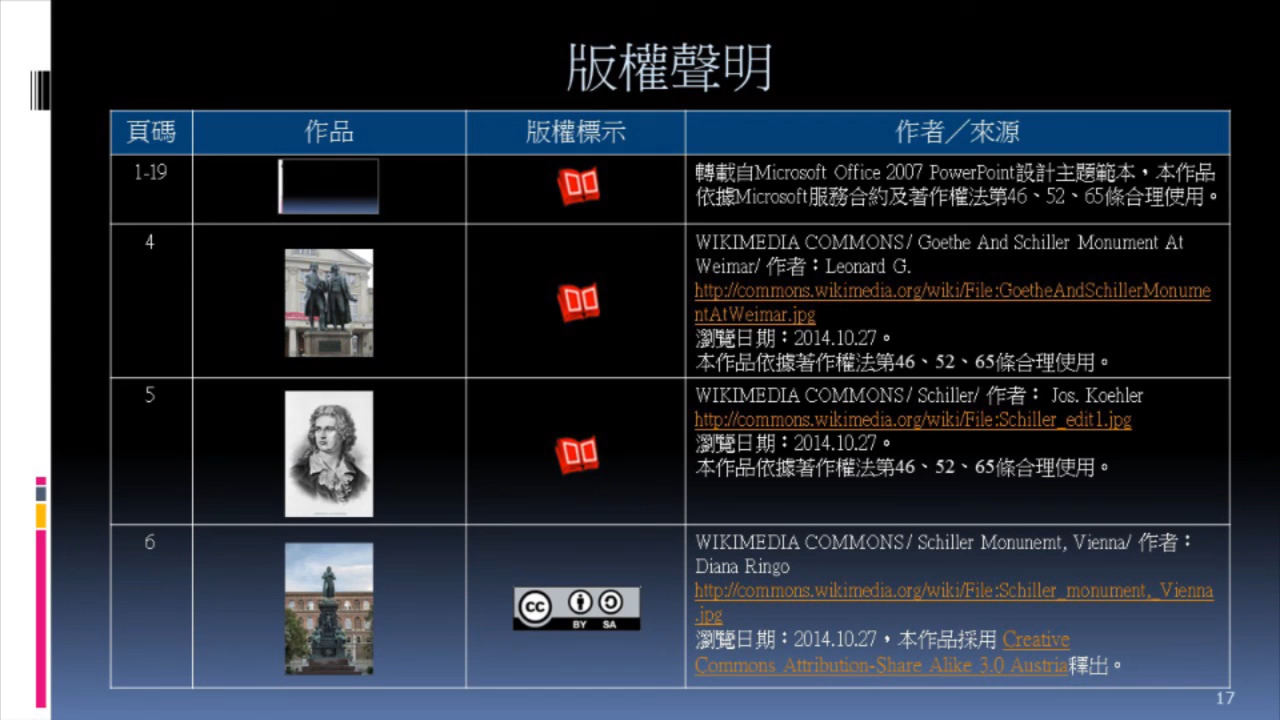 版權聲明
頁碼
作品
版權標示
作者／來源
1-19
轉載自Microsoft Office 2007 PowerPoint設計主題範本，本作品
依據Microsoft服務合約及著作權法第46、52、65條合理使用。
4
WIKIMEDIA COMMONS/ Goethe And Schiller Monument At
Weimar/ 作者：Leonard G.
http://commons.wikimedia.org/wiki/File:GoetheAndSchillerMonume
ntAtWeimar.jpg
瀏覽日期：2014.10.27。
本作品依據著作權法第46、52、65條合理使用。
5
WIKIMEDIA COMMONS/ Schiller/ 作者： Jos. Koehler
http://commons.wikimedia.org/wiki/File:Schiller_edit1.jpg
瀏覽日期：2014.10.27。
本作品依據著作權法第46、52、65條合理使用。
6
cc BY SA
WIKIMEDIA COMMONS/ Schiller Monunemt, Vienna/ 作者：
Diana Ringo
http://commons.wikimedia.org/wiki/File:Schiller_monument,_Vienna
.jpg
瀏覽日期：2014.10.27，本作品採用 Creative
Commons Attribution-Share Alike 3.0 Austria釋出。
17